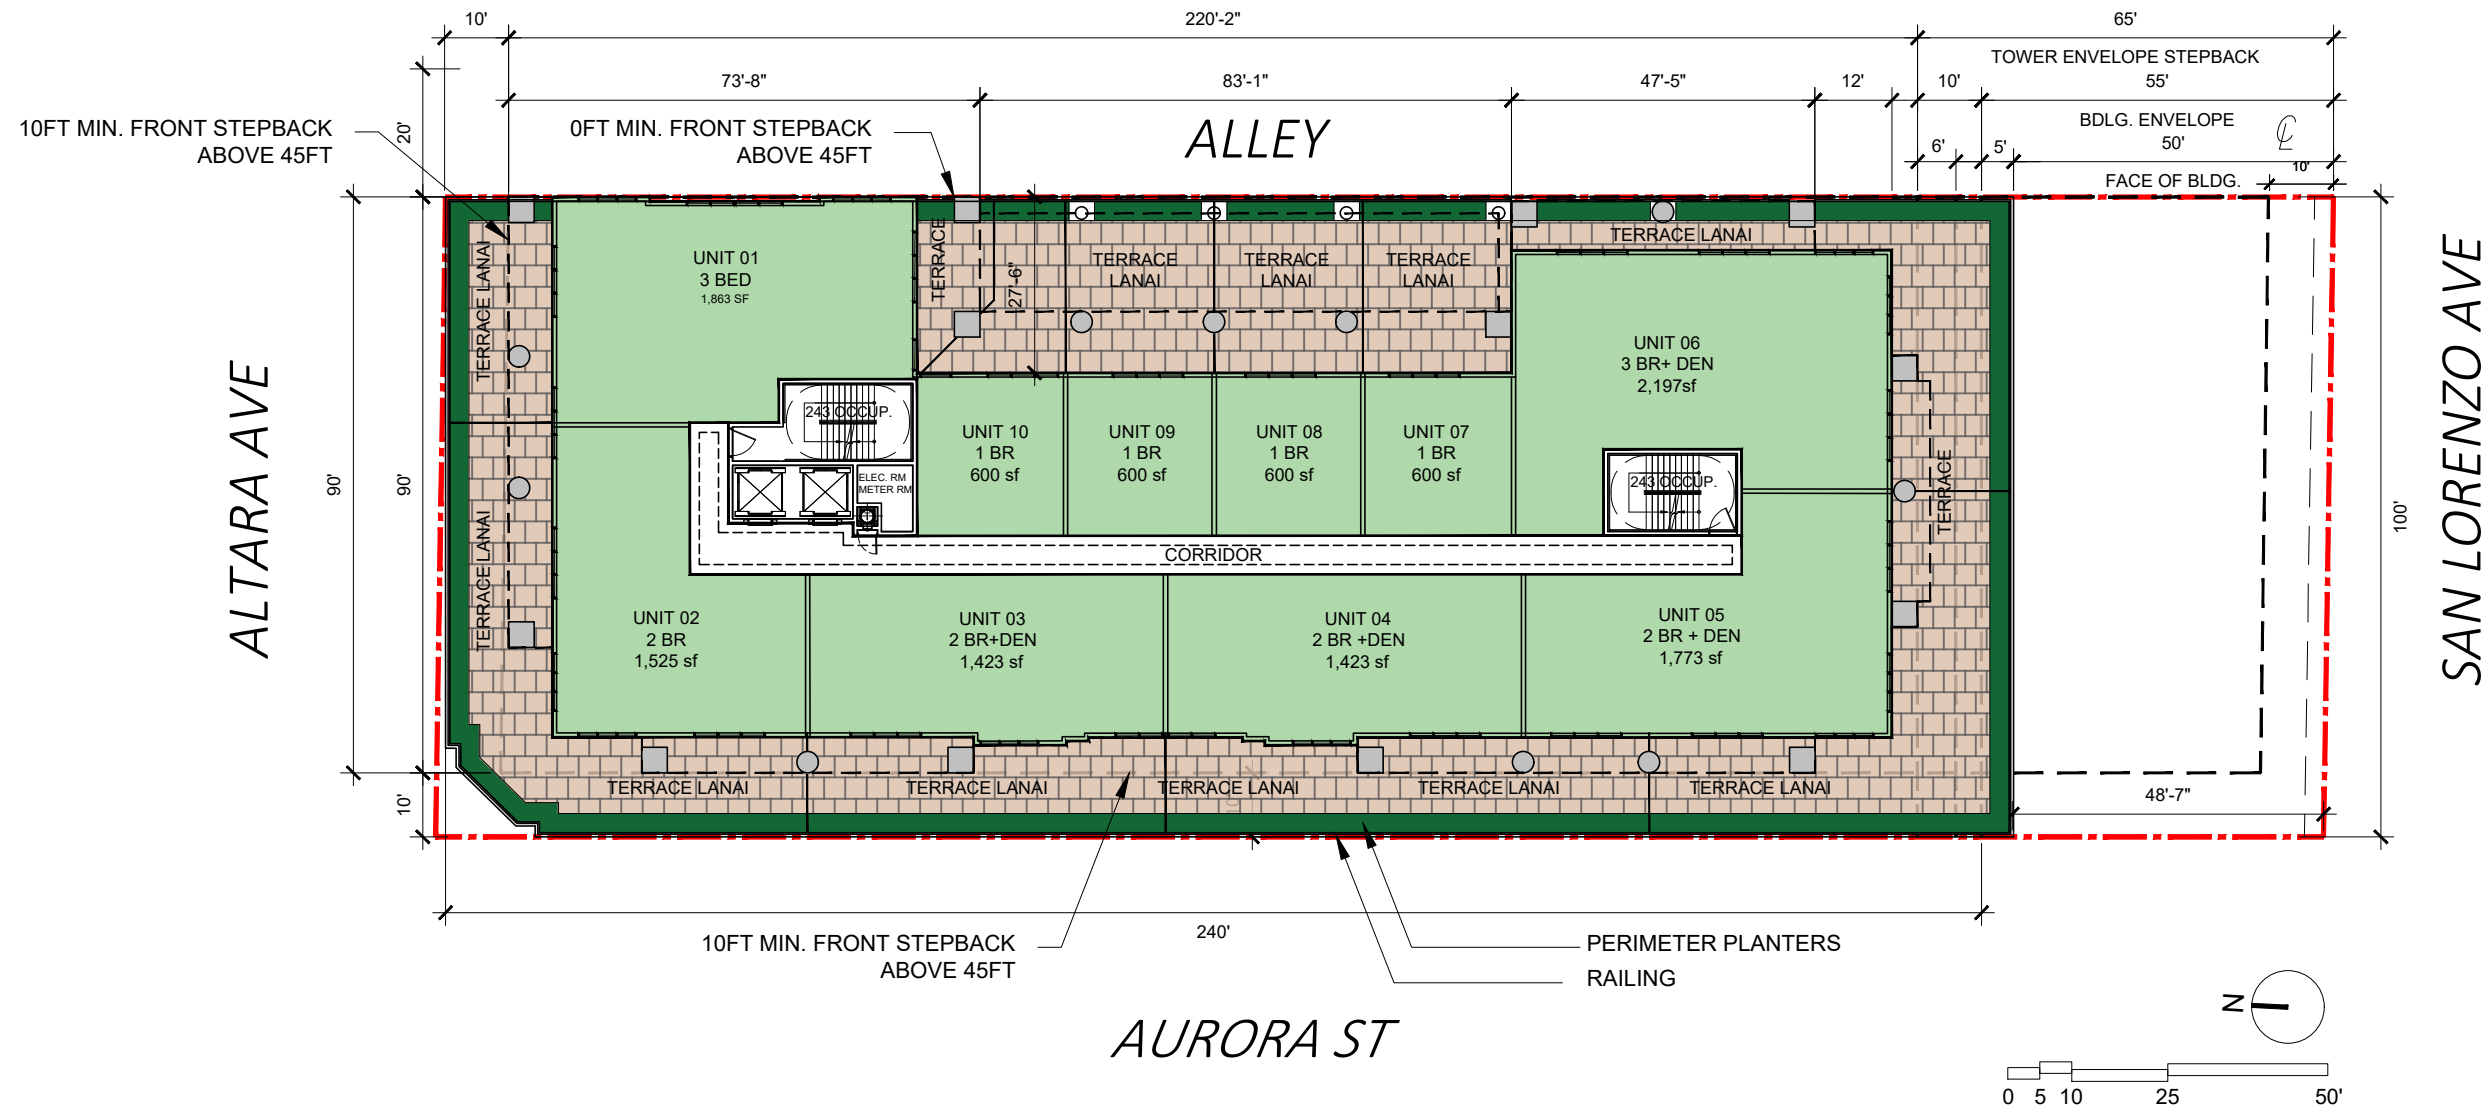 10'
220'-2"
65'
TOWER ENVELOPE STEPBACK
73'-8"
83'-1"
47'-5"
12'
10'
55'
10FT MIN. FRONT STEPBACK
ABOVE 45FT
20'
0FT MIN. FRONT STEPBACK
ABOVE 45FT
ALLEY
BDLG. ENVELOPE
6'
5'
50'
℄
10'
FACE OF BLDG.
TERRACE LANAI
UNIT 01
3 BED
1,863 SF
TERRACE
27'-6"
TERRACE
LANAI
TERRACE
LANAI
TERRACE
LANAI
TERRACE LANAI
UNIT 06
3 BR+ DEN
2,197sf
ALTARA AVE
90'
90'
243 OCCUP.
UNIT 10
1 BR
600 sf
UNIT 09
1 BR
600 sf
UNIT 08
1 BR
600 sf
UNIT 07
1 BR
600 sf
243 OCCUP.
TERRACE
100'
SAN LORENZO AVE
ELEC. RM
METER RM
TERRACE LANAI
CORRIDOR
UNIT 02
2 BR
1,525 sf
UNIT 03
2 BR+DEN
1,423 sf
UNIT 04
2 BR +DEN
1,423 sf
UNIT 05
2 BR + DEN
1,773 sf
10'
TERRACE LANAI
TERRACE LANAI
TERRACE LANAI
TERRACE LANAI
TERRACE LANAI
48'-7"
10FT MIN. FRONT STEPBACK
ABOVE 45FT
240'
PERIMETER PLANTERS
RAILING
AURORA ST
N
0 5 10 25 50'